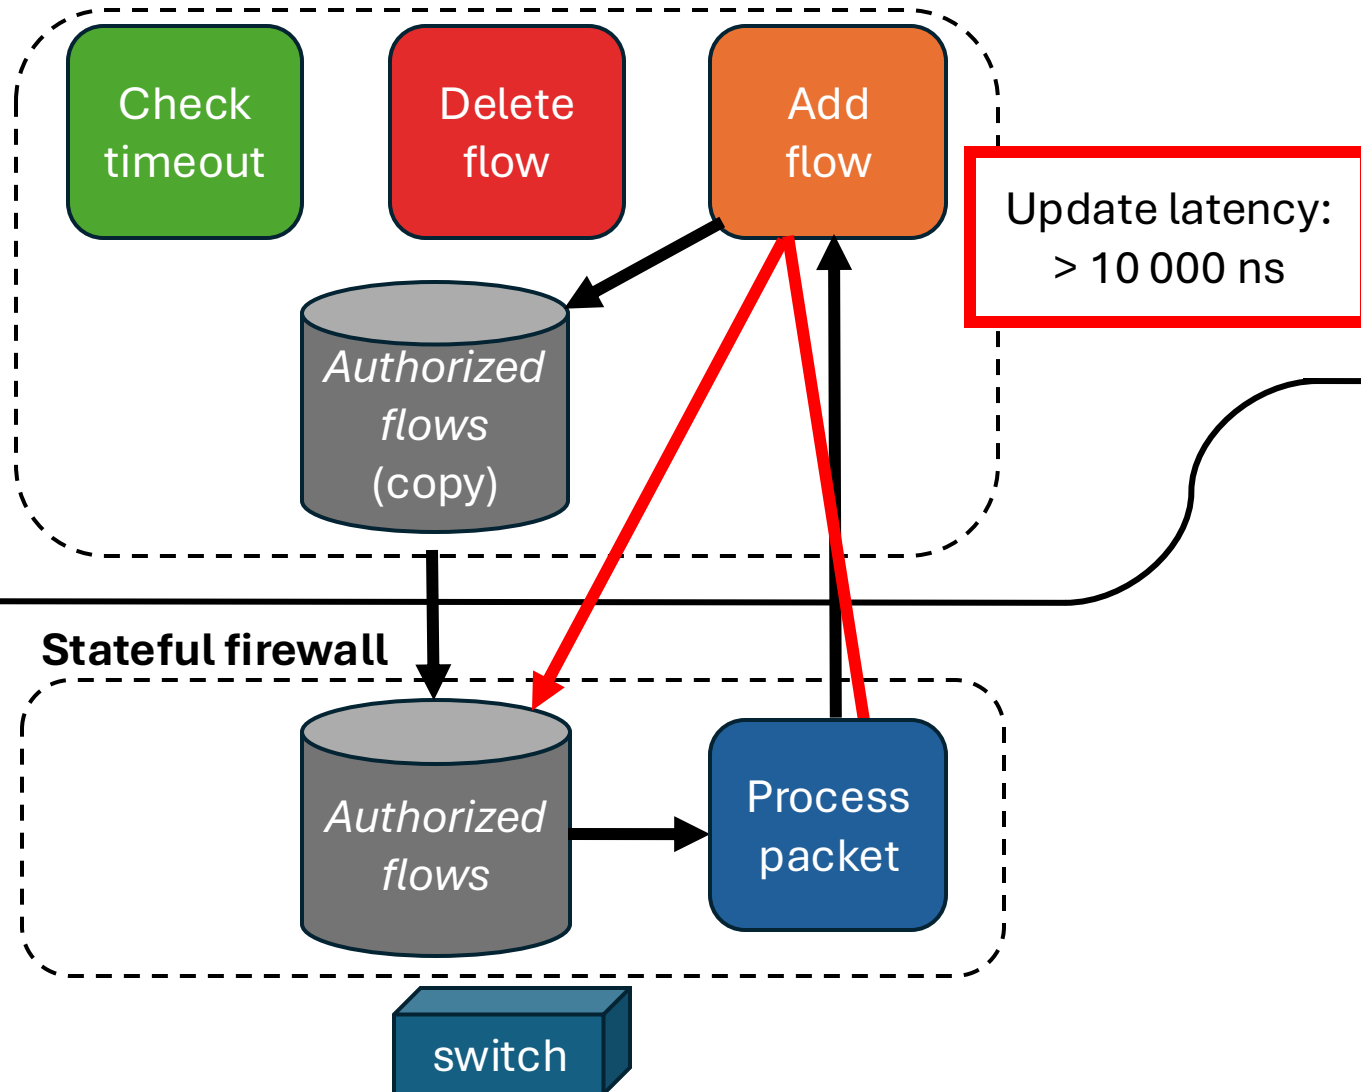 Check
timeout
Delete
flow
Add
flow
Update latency:
> 10 000 ns
Authorized
flows
(copy)
Stateful firewall
Authorized
flows
Process
packet
switch